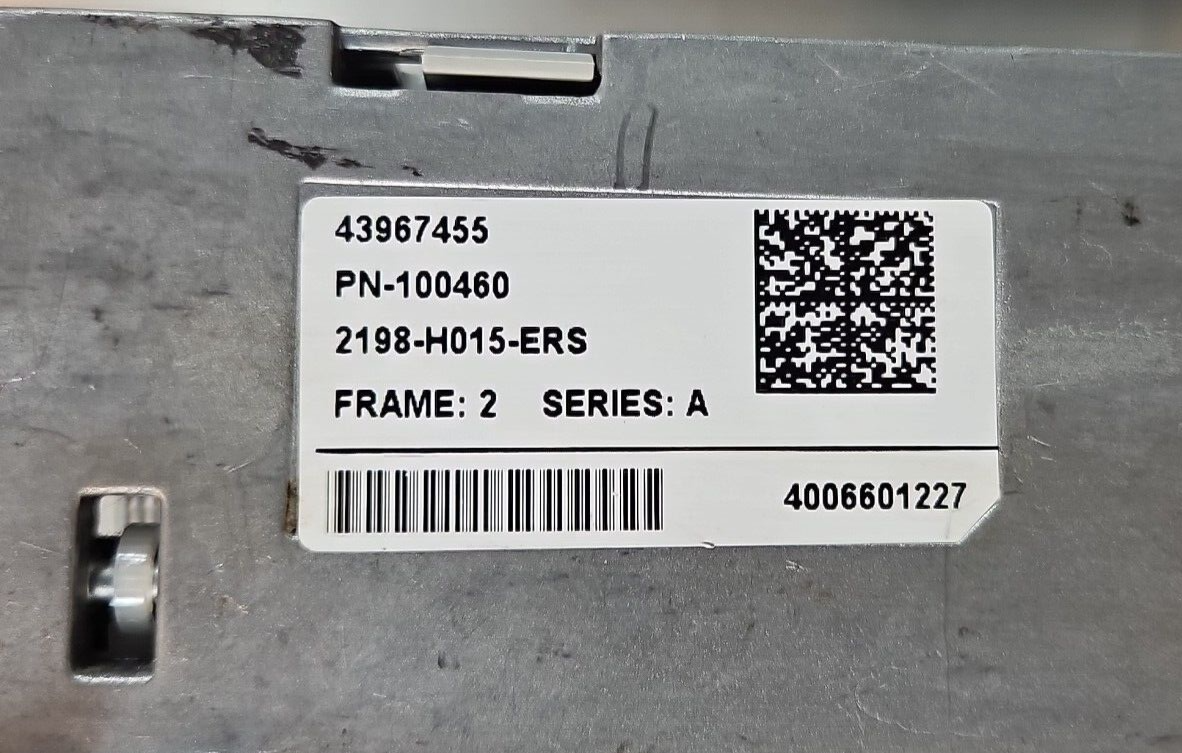 43967455
PN-100460
2198-H015-ERS
FRAME: 2 SERIES: A
4006601227